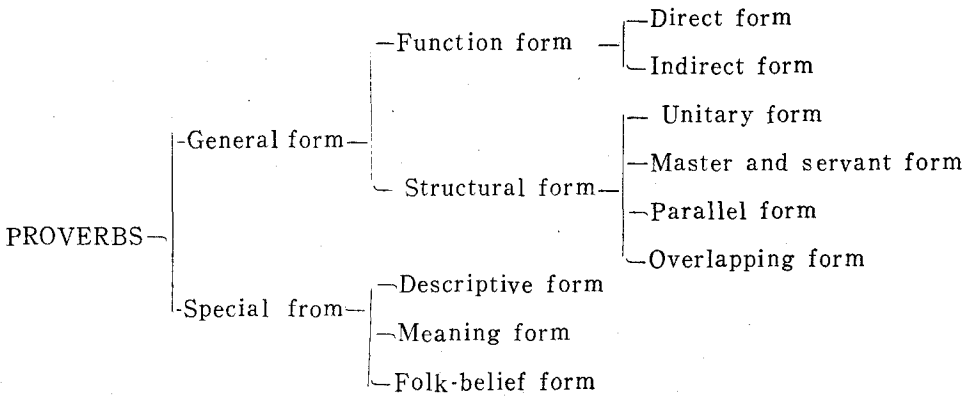 Direct form
Function form
Indirect form
Unitary form
General form
Master and servant form
Structural form
Parallel form
PROVERBS
Overlapping form
Descriptive form
Special from
Meaning form
Folk-belief form